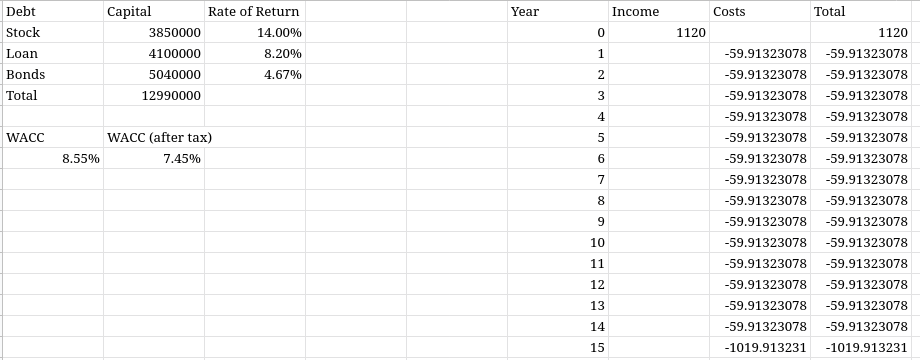 Debt Capital Rate of Return Year Income Costs Total
Stock 3850000 14.00% 0 1120 1120
Loan 4100000 8.20% 1 -59.91323078 -59.91323078
Bonds 5040000 4.67% 2 -59.91323078 -59.91323078
Total 12990000 3 -59.91323078 -59.91323078
4 -59.91323078 -59.91323078
WACC WACC (after tax) 5 -59.91323078 -59.91323078
8.55% 7.45% 6 -59.91323078 -59.91323078
7 -59.91323078 -59.91323078
8 -59.91323078 -59.91323078
9 -59.91323078 -59.91323078
10 -59.91323078 -59.91323078
11 -59.91323078 -59.91323078
12 -59.91323078 -59.91323078
13 -59.91323078 -59.91323078
14 -59.91323078 -59.91323078
15 -1019.913231 -1019.913231